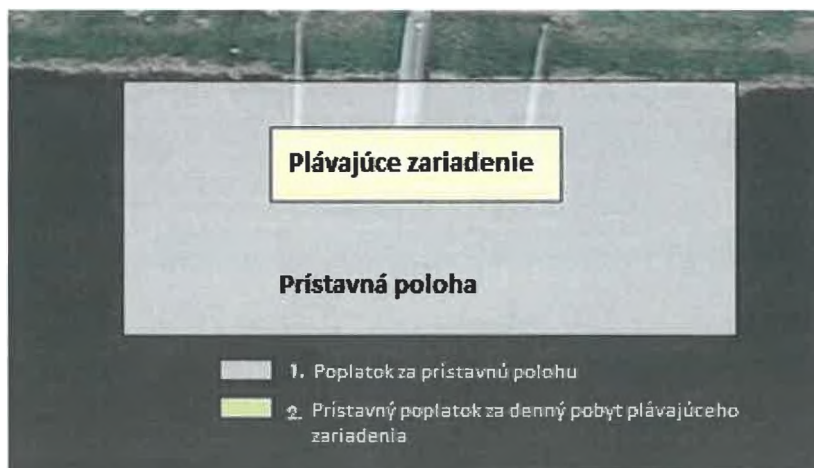 Plávajúce zariadenie
Prístavná poloha
1. Poplatok za prístavnú polohu
2. Prístavný poplatok za denný pobyt plávajúceho
zariadenia